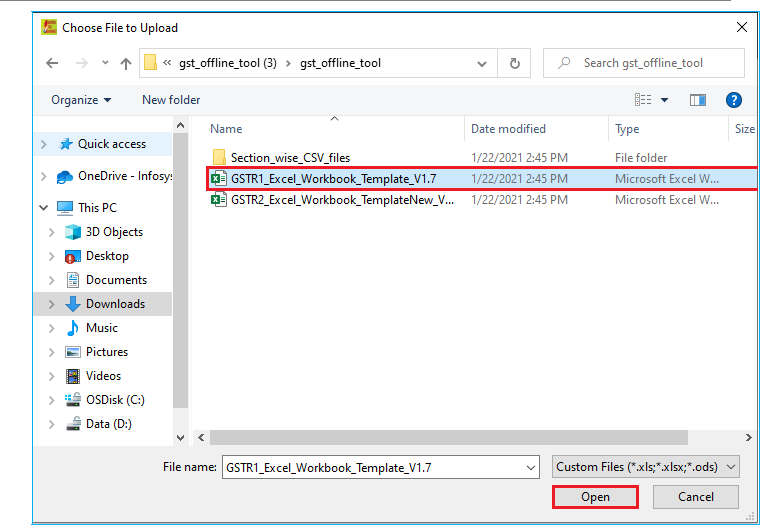 Choose File to Upload
« gst_offline_tool (3) › gst_offline_tool
Search gst_offline_tool
Organize
New folder
Name Date modified Type Size
Quick access
OneDrive - Infosys
This PC
3D Objects
Desktop
Documents
Downloads
Music
Pictures
Videos
OSDisk (C:)
Data (D:)
Section_wise_CSV_files 1/22/2021 2:45 PM File folder
GSTR1_Excel_Workbook_Template_V1.7 1/22/2021 2:45 PM Microsoft Excel W...
GSTR2_Excel_Workbook_TemplateNew_V... 1/22/2021 2:45 PM Microsoft Excel W...
File name: GSTR1_Excel_Workbook_Template_V1.7 Custom Files (*.xls;*.xlsx;*.ods)
Open Cancel